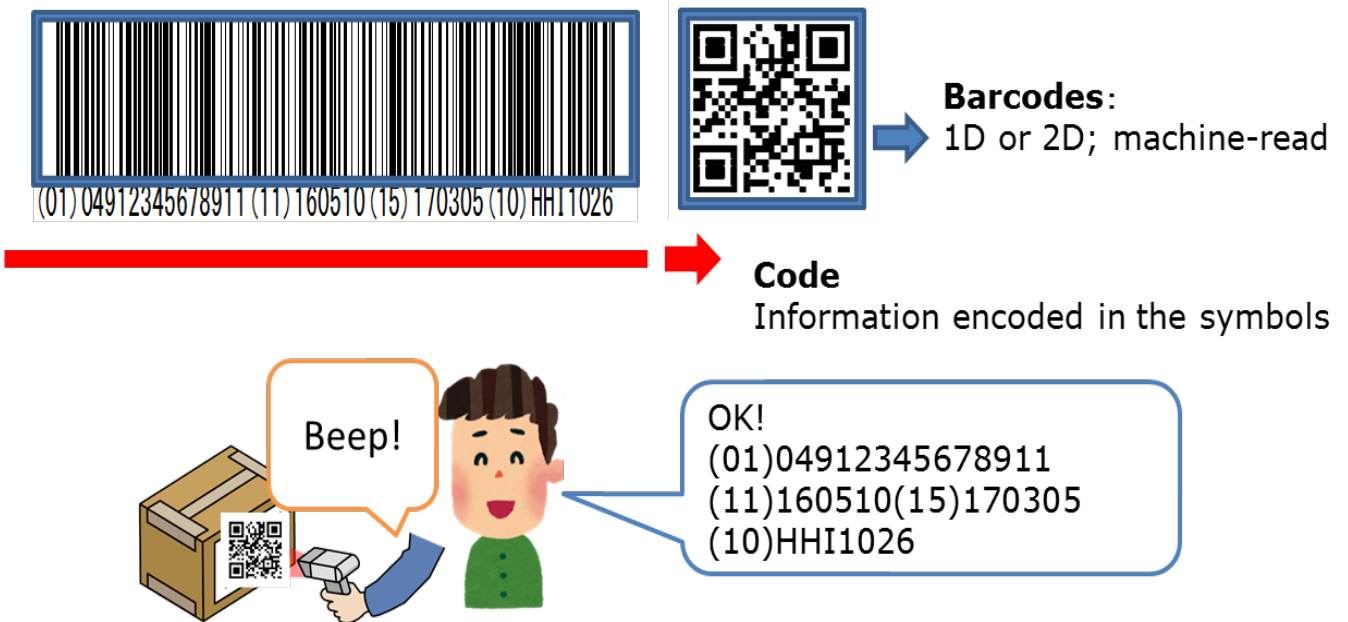 (01)04912345678911(11)160510(15)170305(10)HHI1026
Barcodes:
1D or 2D; machine-read
Code
Information encoded in the symbols
Beep!
OK!
(01)04912345678911
(11)160510(15)170305
(10)HHI1026